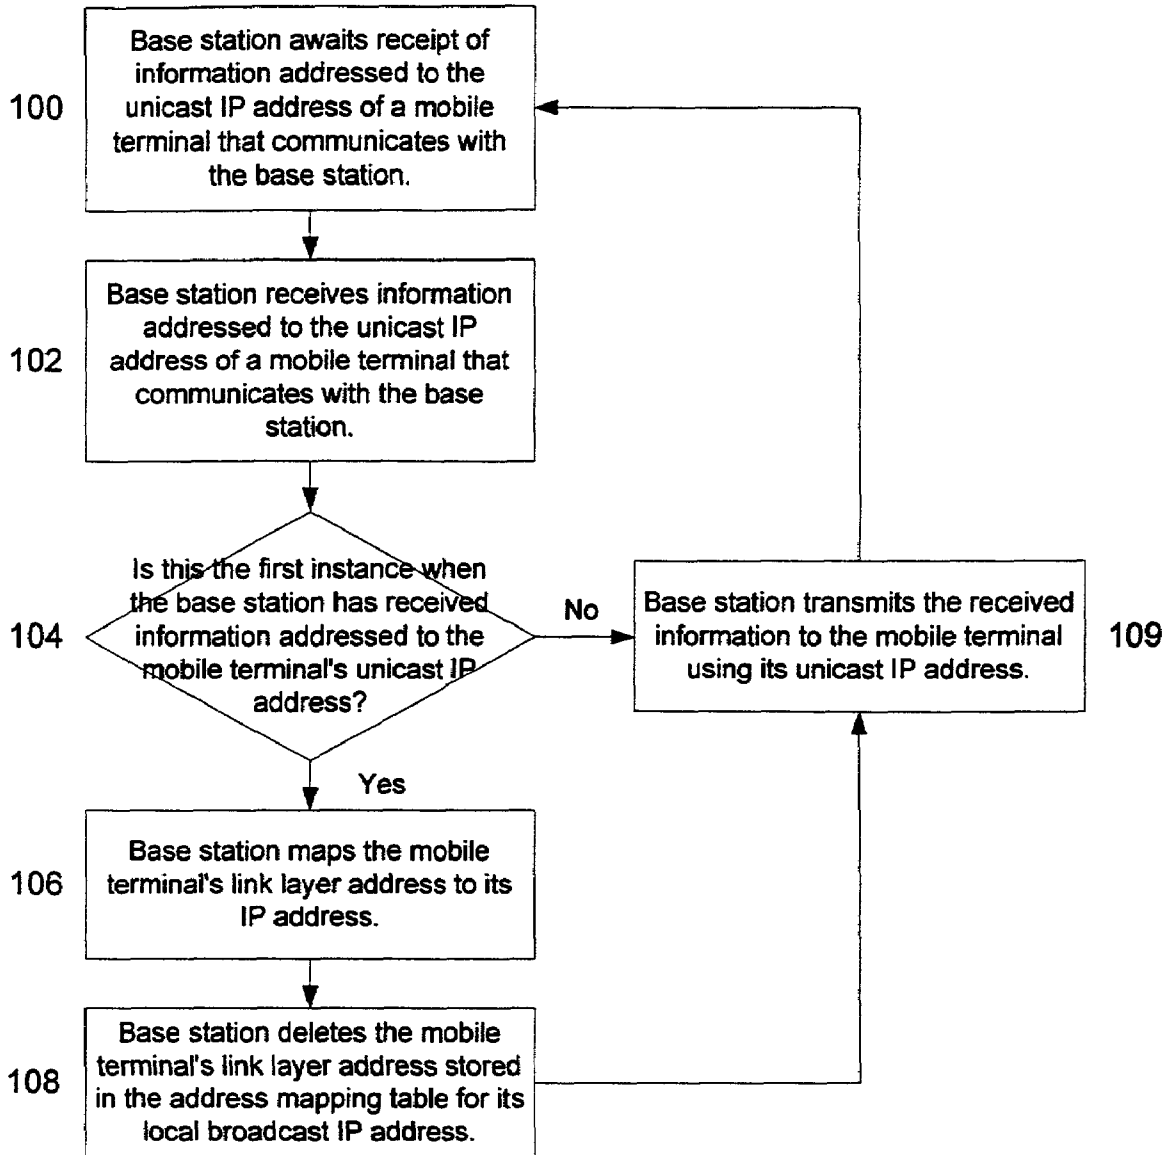 100
Base station awaits receipt of
information addressed to the
unicast IP address of a mobile
terminal that communicates with
the base station.
102
Base station receives information
addressed to the unicast IP
address of a mobile terminal that
communicates with the base
station.
104
Is this the first instance when
the base station has received
information addressed to the
mobile terminal's unicast IP
address?
No
Base station transmits the received
information to the mobile terminal
using its unicast IP address.
109
Yes
106
Base station maps the mobile
terminal's link layer address to its
IP address.
108
Base station deletes the mobile
terminal's link layer address stored
in the address mapping table for its
local broadcast IP address.